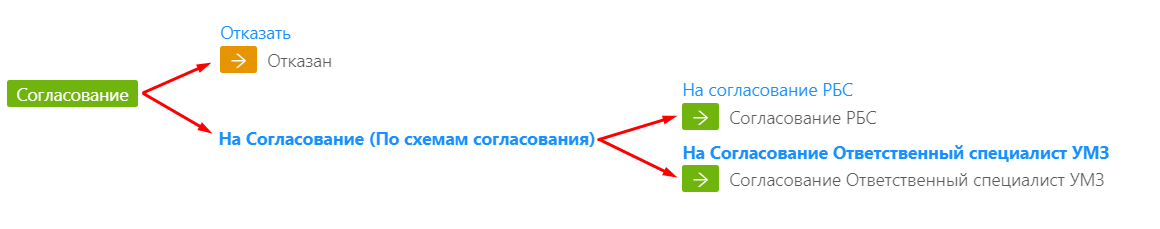 Отказать
Отказан
Согласование
На Согласование (По схемам согласования)
На согласование РБС
Согласование РБС
На Согласование Ответственный специалист УМЗ
Согласование Ответственный специалист УМЗ